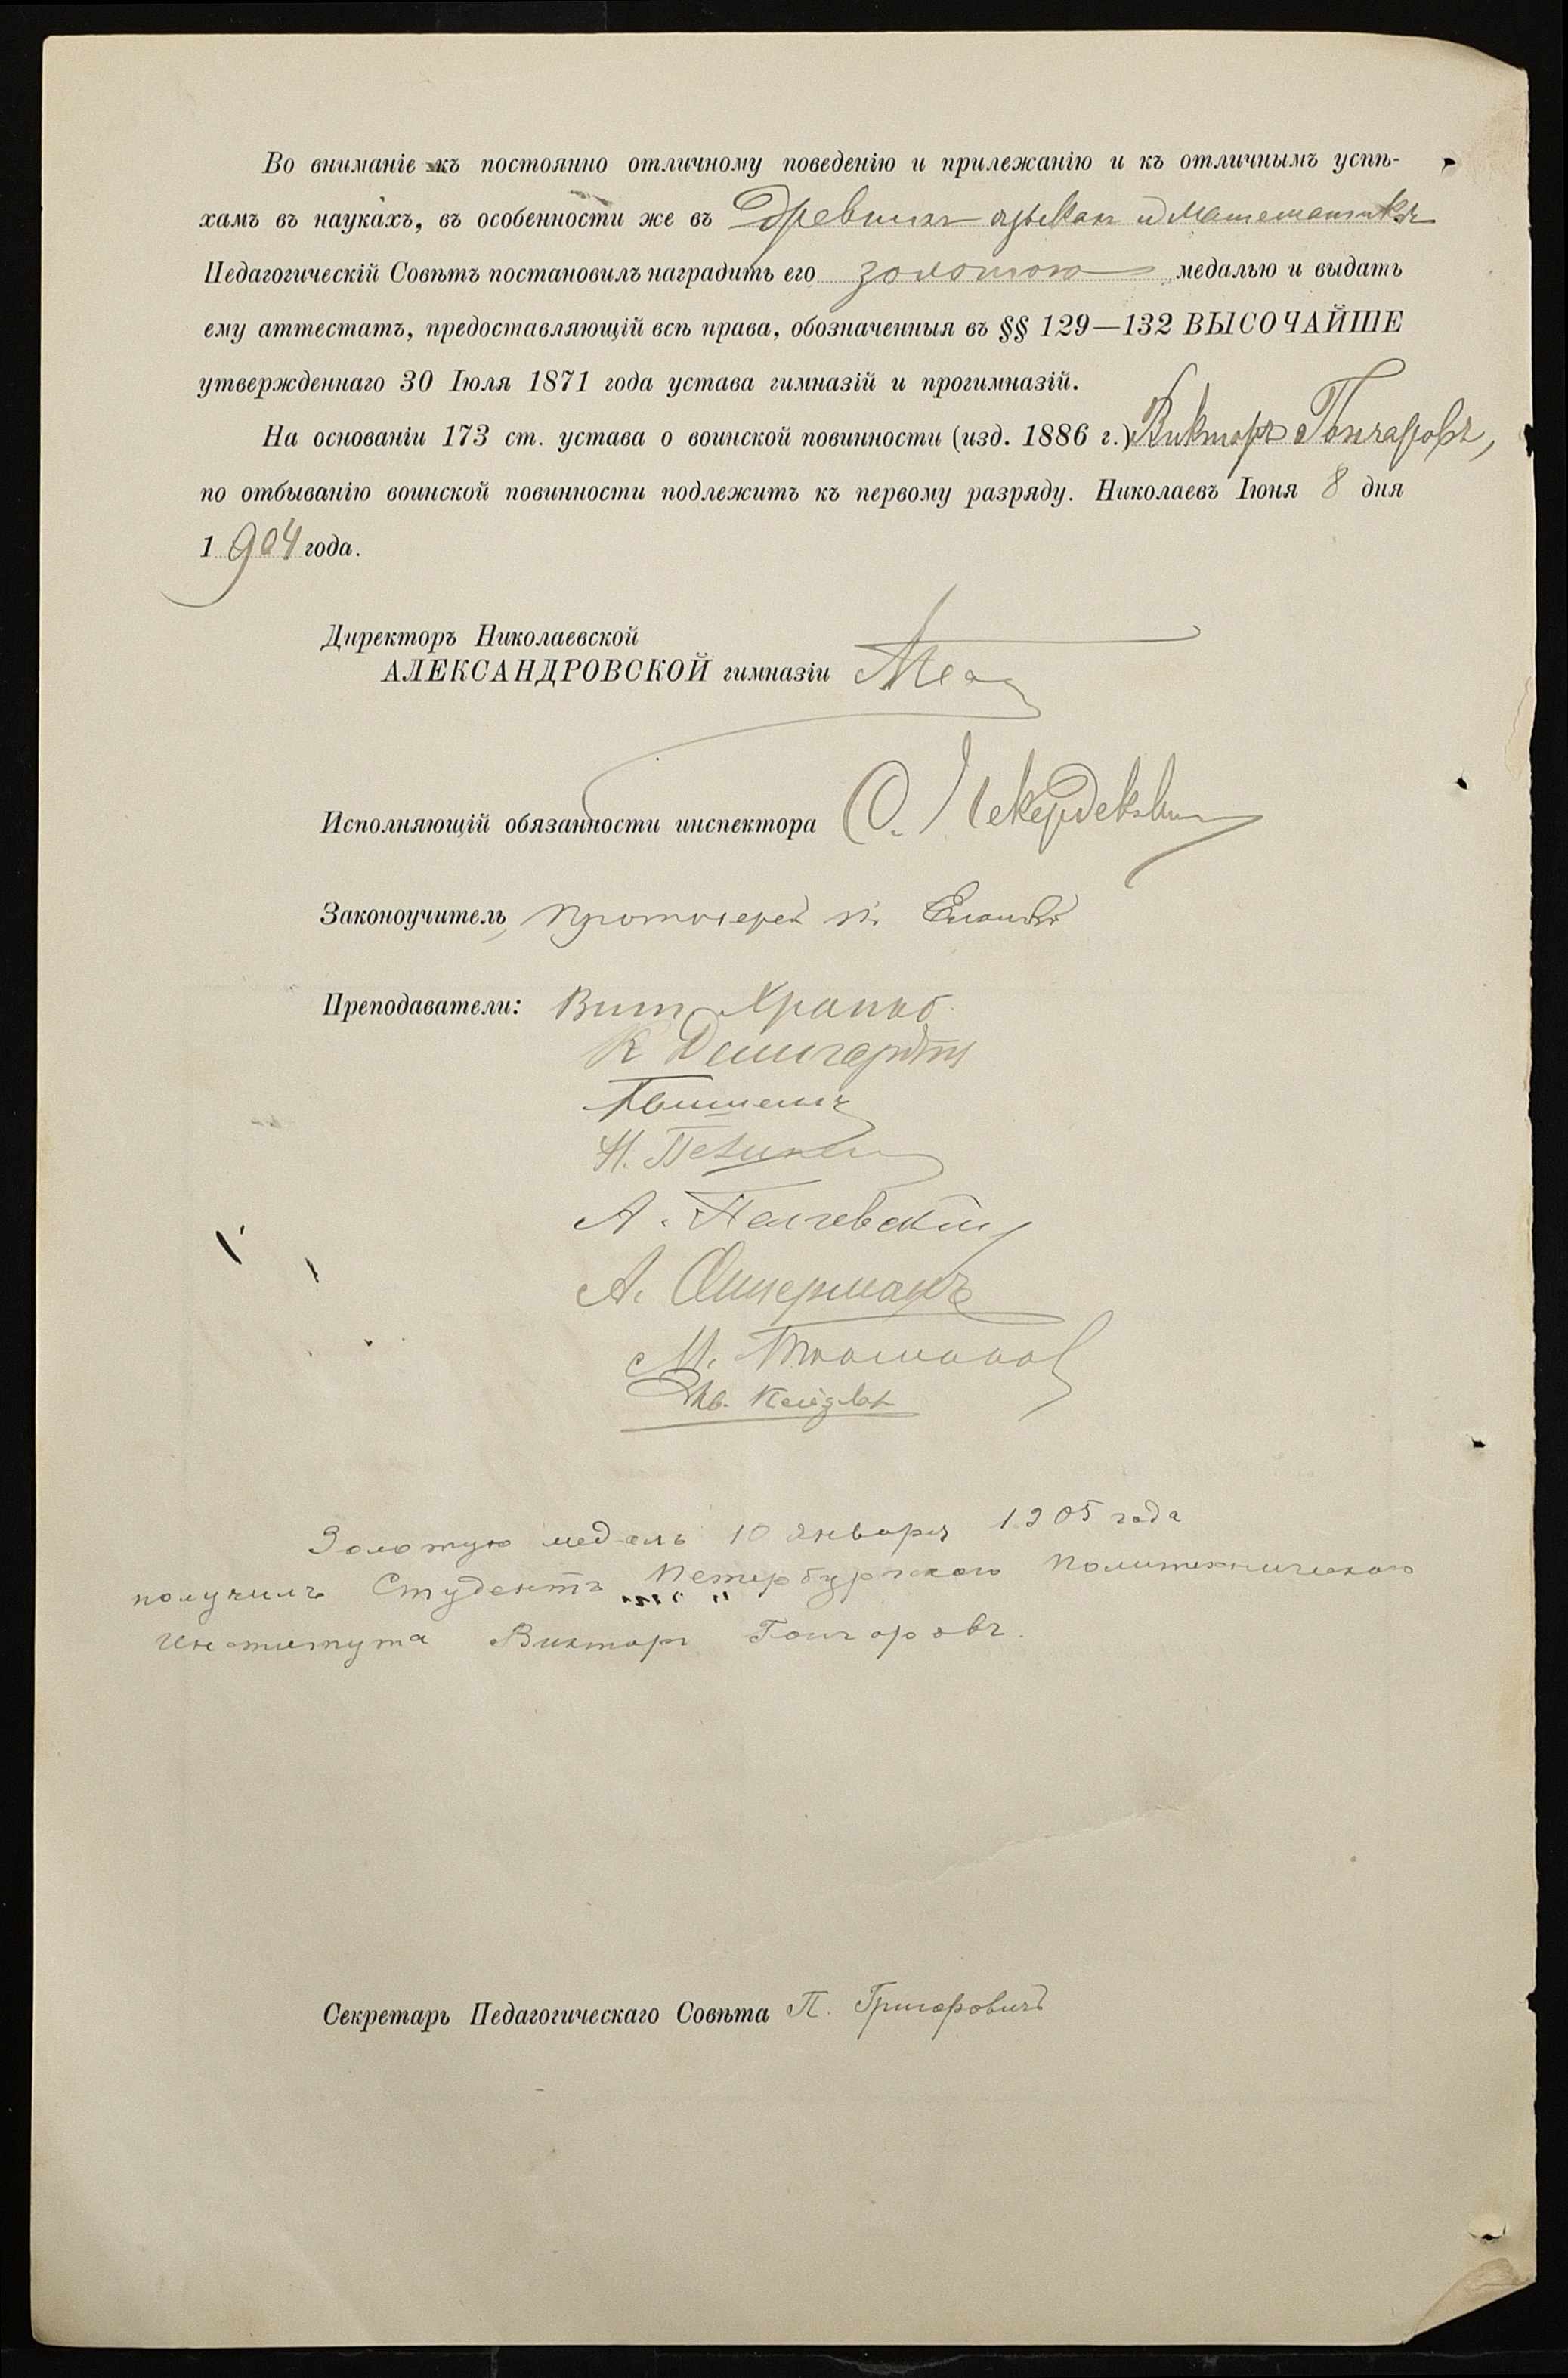 Во вниманіе къ постоянно отличному поведенію и прилежанію и къ отличнымъ успѣ-
хамъ въ наукахъ, въ особенности же въ Древнихъ языкахъ и Математикѣ
Педагогическій Совѣтъ постановилъ наградить его золотою медалью и выдать
ему аттестатъ, предоставляющій всѣ права, обозначенныя въ §§ 129—132 ВЫСОЧАЙШЕ
утвержденнаго 30 Іюля 1871 года устава гимназій и прогимназій.
На основаніи 173 ст. устава о воинской повинности (изд. 1886 г.) Викторъ Гончаровъ,
по отбыванію воинской повинности подлежитъ къ первому разряду. Николаевъ Іюня 8 дня
1904 года.
Директоръ Николаевской
АЛЕКСАНДРОВСКОЙ гимназіи
Исполняющій обязанности инспектора О.
Законоучитель, протоіерей
Преподаватели:
К
Н.
А.
А.
М.
Секретарь Педагогическаго Совѣта П. Григоровичъ
Золотую медаль 10 января 1905 года
получилъ Студентъ Петербургскаго Политехническаго
Института Викторъ Гончаровъ.